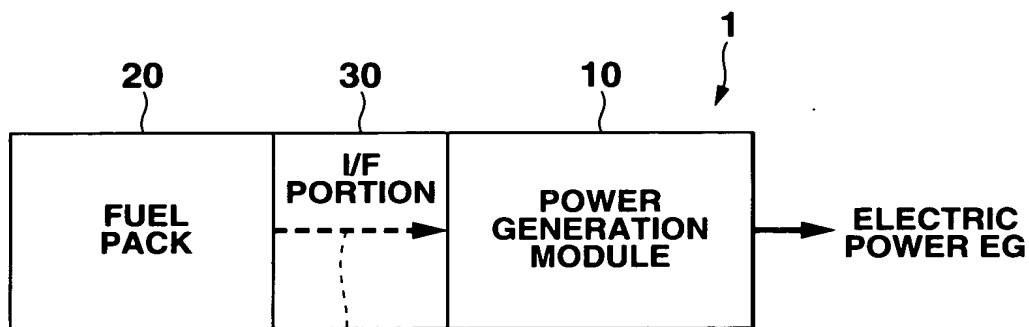 1
20
30
10
FUEL
PACK
I/F
PORTION
POWER
GENERATION
MODULE
ELECTRIC
POWER EG